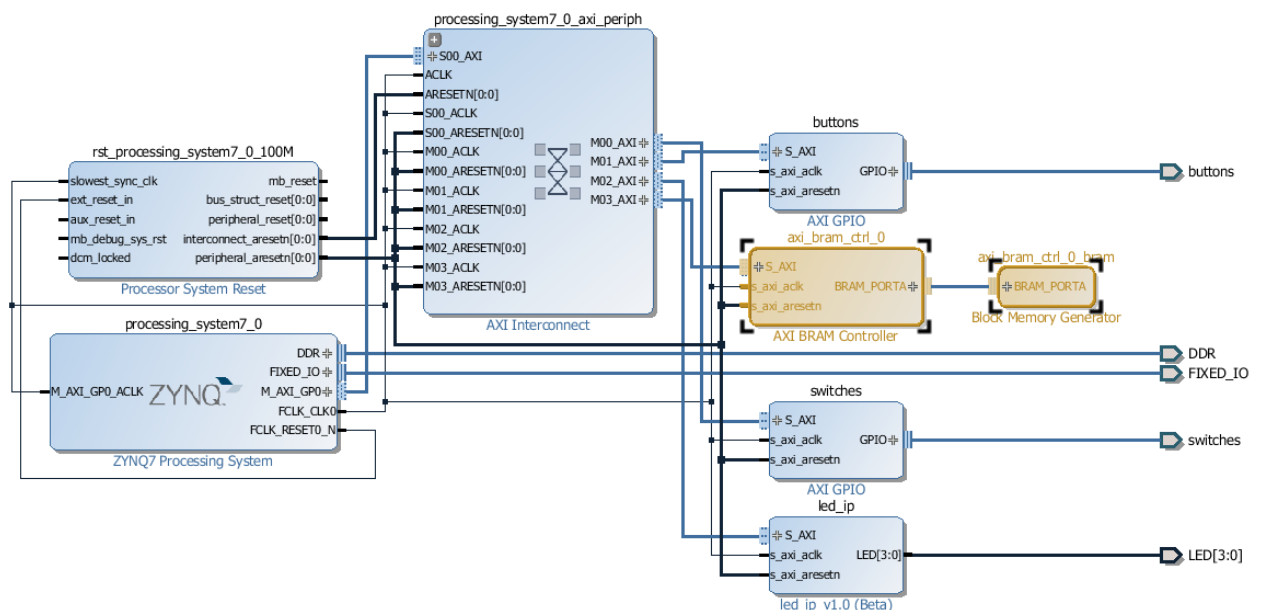 processing_system7_0_axi_periph
S00_AXI
ACLK
ARESETN[0:0]
S00_ACLK
S00_ARESETN[0:0]
M00_ACLK
M00_ARESETN[0:0]
M01_ACLK
M01_ARESETN[0:0]
M02_ACLK
M02_ARESETN[0:0]
M03_ACLK
M03_ARESETN[0:0]
M00_AXI
M01_AXI
M02_AXI
M03_AXI
AXI Interconnect
rst_processing_system7_0_100M
slowest_sync_clk
ext_reset_in
aux_reset_in
mb_debug_sys_rst
dcm_locked
mb_reset
bus_struct_reset[0:0]
peripheral_reset[0:0]
interconnect_aresetn[0:0]
peripheral_aresetn[0:0]
Processor System Reset
processing_system7_0
M_AXI_GP0_ACLK
ZYNQ
DDR
FIXED_IO
M_AXI_GP0
FCLK_CLK0
FCLK_RESET0_N
ZYNQ7 Processing System
buttons
S_AXI
s_axi_aclk
s_axi_aresetn
GPIO
AXI GPIO
buttons
axi_bram_ctrl_0
S_AXI
s_axi_aclk
s_axi_aresetn
BRAM_PORTA
AXI BRAM Controller
axi_bram_ctrl_0_bram
BRAM_PORTA
Block Memory Generator
DDR
FIXED_IO
switches
S_AXI
s_axi_aclk
s_axi_aresetn
GPIO
AXI GPIO
switches
led_ip
S_AXI
s_axi_aclk
s_axi_aresetn
LED[3:0]
led_ip_v1.0 (Beta)
LED[3:0]